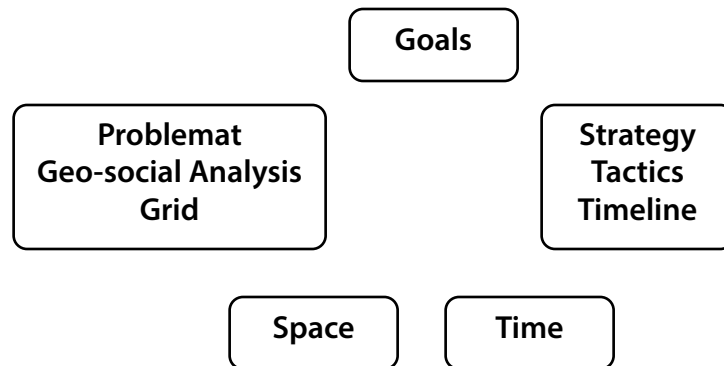 Goals
Problemat
Geo-social Analysis
Grid
Strategy
Tactics
Timeline
Space
Time